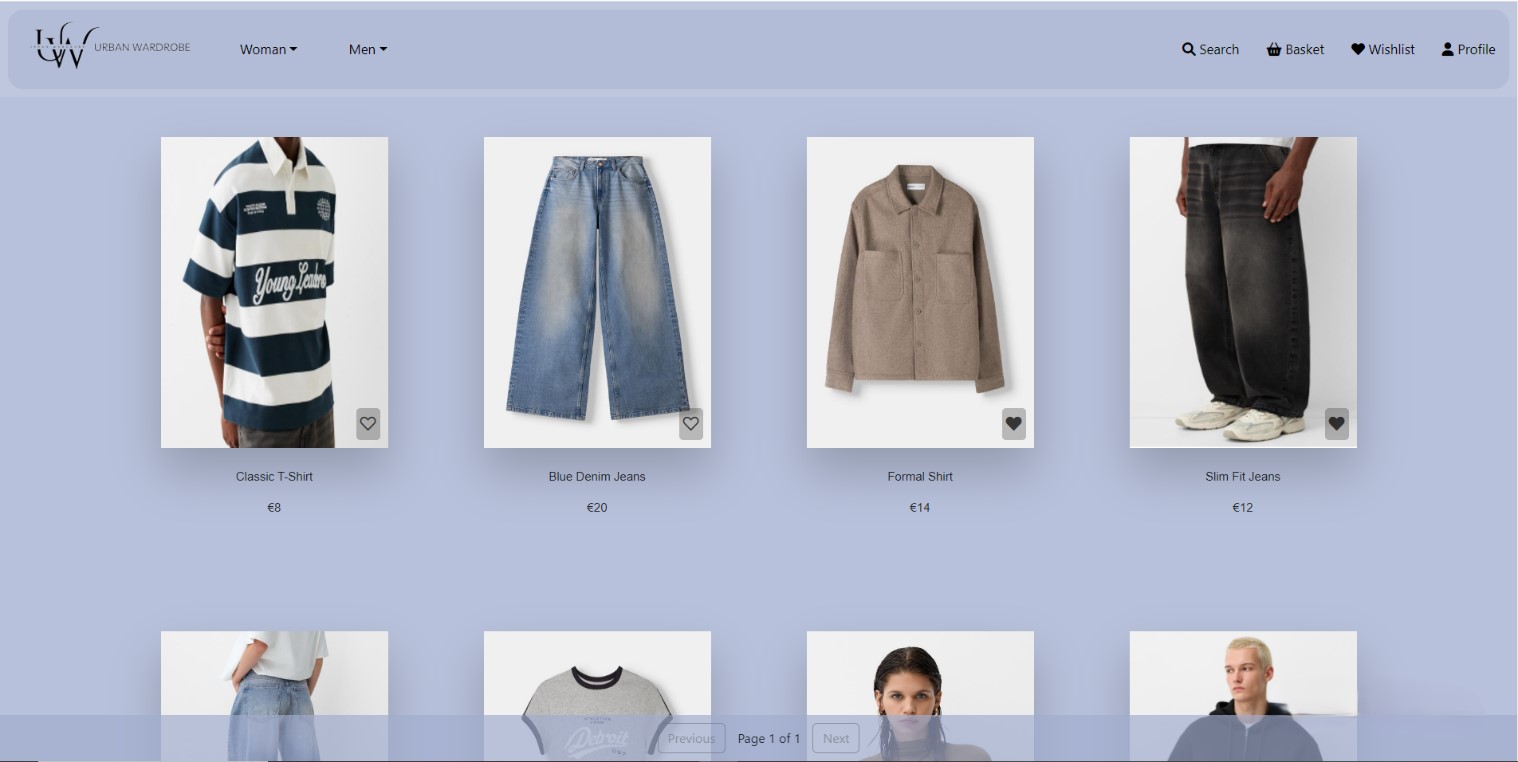 UW URBAN WARDROBE
Woman
Men
Search
Basket
Wishlist
Profile
Young Leaders
Classic T-Shirt
Blue Denim Jeans
Formal Shirt
Slim Fit Jeans
€8
€20
€14
€12
Detroit
Previous
Page 1 of 1
Next